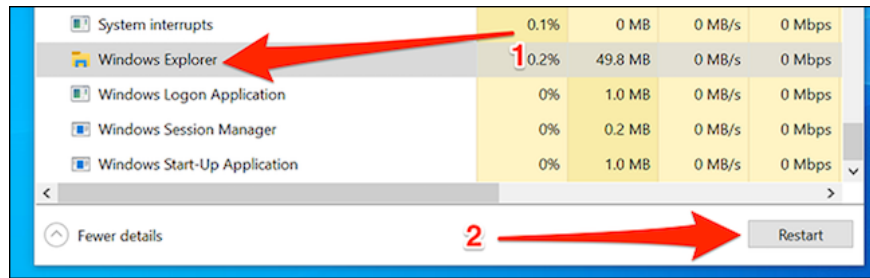 System interrupts 0.1% 0 MB 0 MB/s 0 Mbps
Windows Explorer 1 0.2% 49.8 MB 0 MB/s 0 Mbps
Windows Logon Application 0% 1.0 MB 0 MB/s 0 Mbps
Windows Session Manager 0% 0.2 MB 0 MB/s 0 Mbps
Windows Start-Up Application 0% 1.0 MB 0 MB/s 0 Mbps
Fewer details 2 Restart